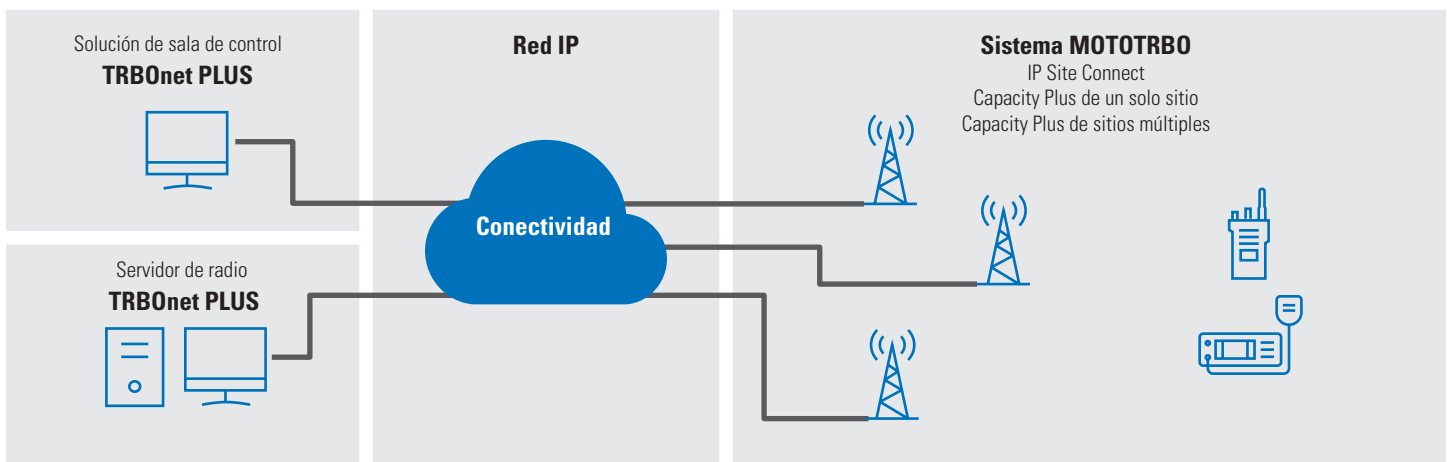 Solución de sala de control
TRBOnet PLUS
Servidor de radio
TRBOnet PLUS
Red IP
Conectividad
Sistema MOTOTRBO
IP Site Connect
Capacity Plus de un solo sitio
Capacity Plus de sitios múltiples